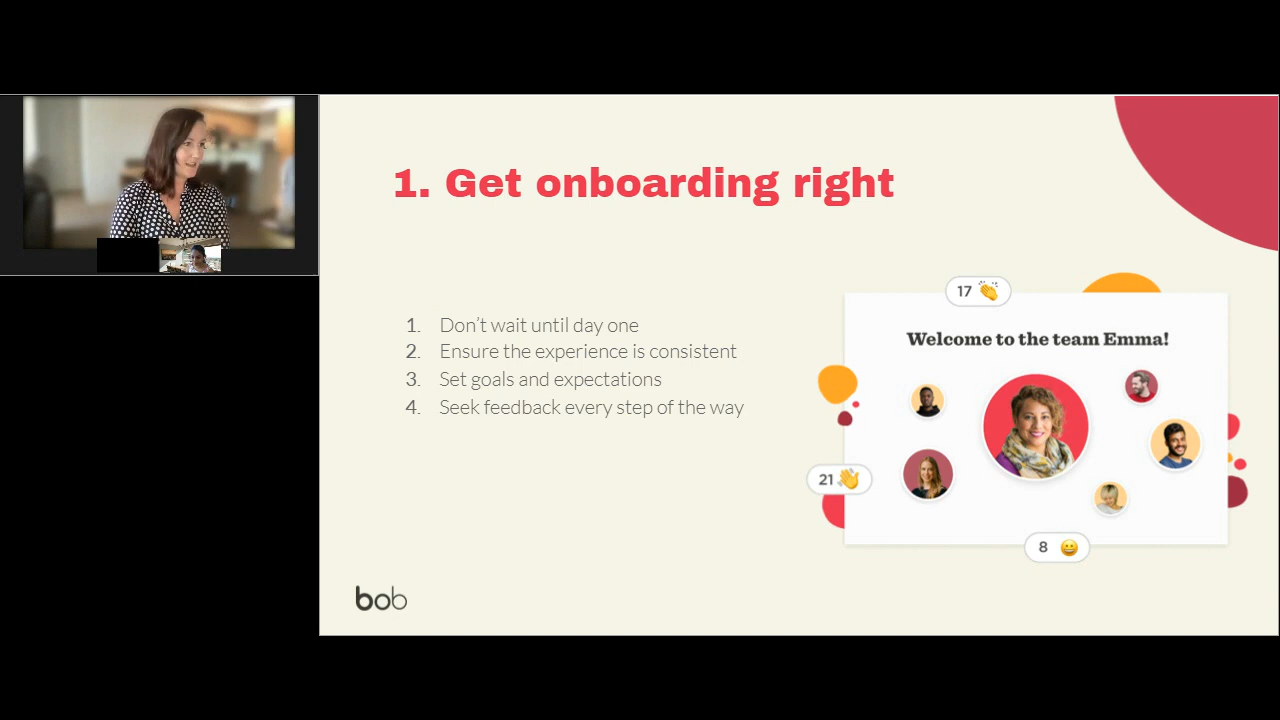 1. Get onboarding right
1. Don’t wait until day one
2. Ensure the experience is consistent
3. Set goals and expectations
4. Seek feedback every step of the way
17
Welcome to the team Emma!
21
8
bob